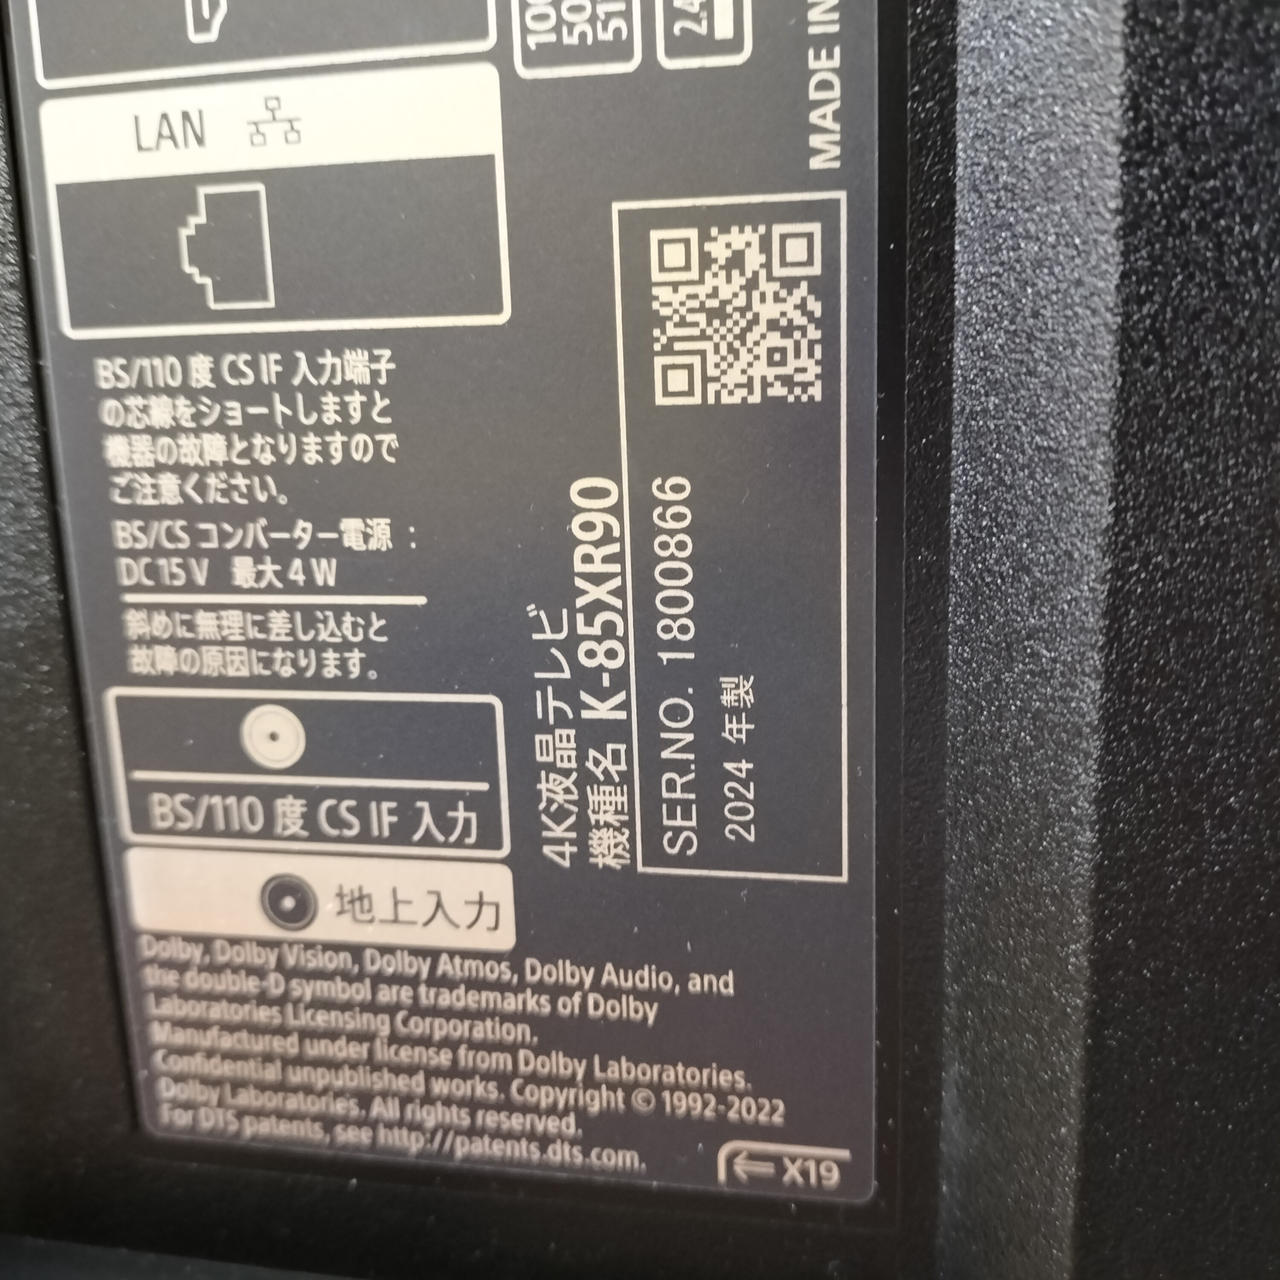 LAN
BS/110 度 CS IF 入力端子
の芯線をショートしますと
機器の故障となりますので
ご注意ください。
BS/CS コンバーター電源 :
DC 15 V 最大 4 W
斜めに無理に差し込むと
故障の原因になります。
BS/110 度 CS IF 入力
地上入力
MADE IN
4K液晶テレビ
機種名 K-85XR90
SER.NO. 1800866
2024 年製
Dolby, Dolby Vision, Dolby Atmos, Dolby Audio, and
the double-D symbol are trademarks of Dolby
Laboratories Licensing Corporation.
Manufactured under license from Dolby Laboratories.
Confidential unpublished works. Copyright © 1992-2022
Dolby Laboratories. All rights reserved.
For DTS patents, see http://patents.dts.com.
X19